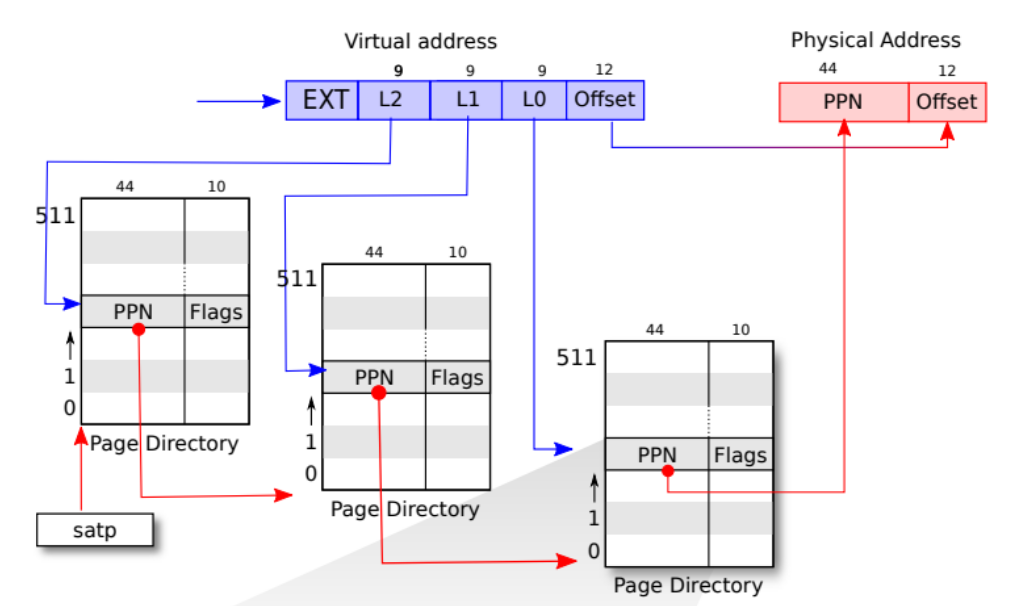 Virtual address
Physical Address
9 9 9 12
44 12
EXT L2 L1 L0 Offset
PPN Offset
44 10
511
PPN Flags
1
0
Page Directory
satp
44 10
511
PPN Flags
1
0
Page Directory
44 10
511
PPN Flags
1
0
Page Directory